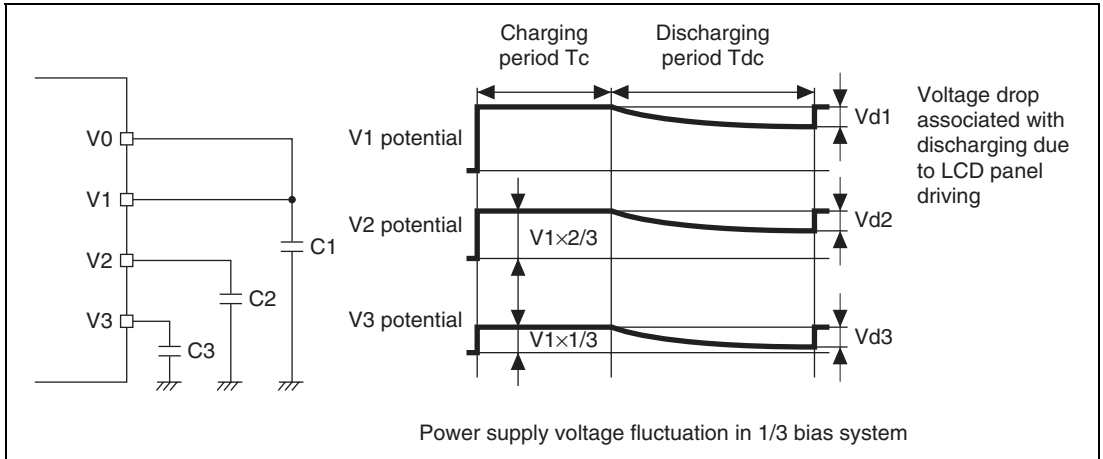 Charging
period Tc
Discharging
period Tdc
Voltage drop
associated with
discharging due
to LCD panel
driving
V0
V1
V2
V3
C1
C2
C3
V1 potential
Vd1
V2 potential
V1×2/3
Vd2
V3 potential
V1×1/3
Vd3
Power supply voltage fluctuation in 1/3 bias system